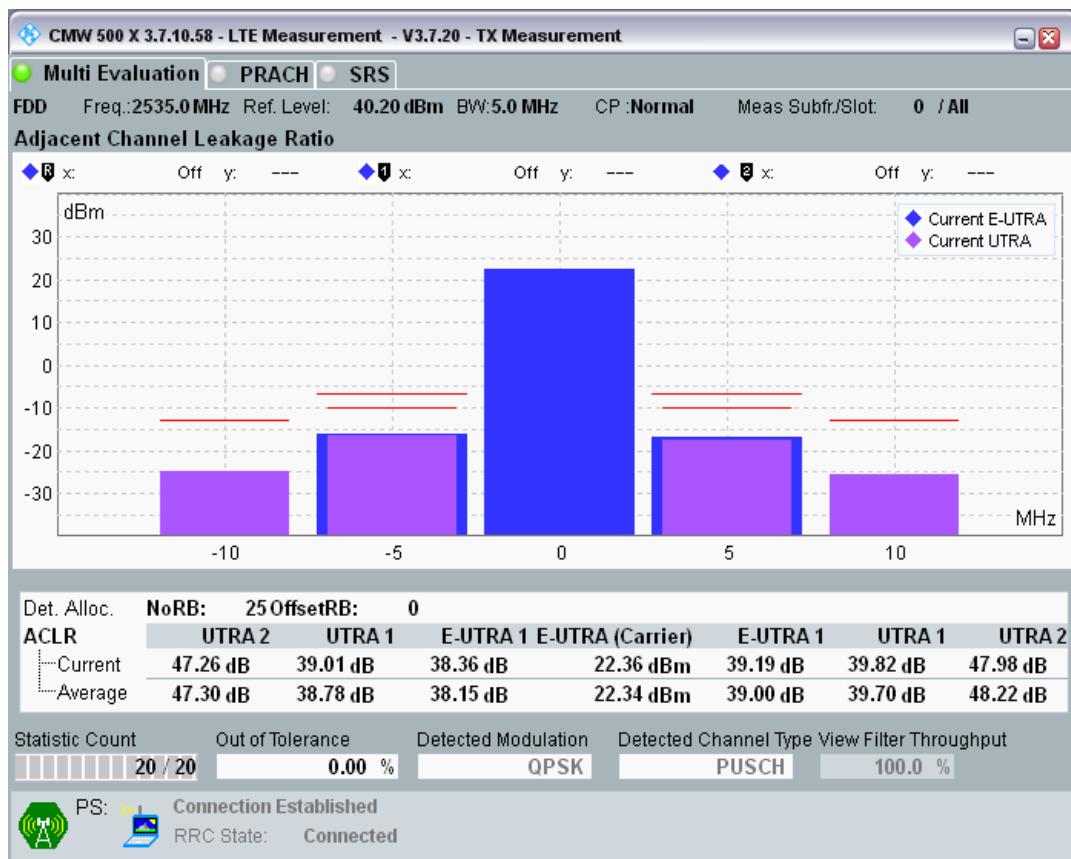 CMW 500 X 3.7.10.58 - LTE Measurement - V3.7.20 - TX Measurement
Multi Evaluation PRACH SRS
FDD Freq.:2535.0 MHz Ref. Level: 40.20 dBm BW:5.0 MHz CP :Normal Meas Subfr./Slot: 0 / All
Adjacent Channel Leakage Ratio
R x: Off y: --- 1 x: Off y: --- 2 x: Off y: ---
dBm
Current E-UTRA
Current UTRA
30
20
10
0
-10
-20
-30
MHz
-10 -5 0 5 10
Det. Alloc. NoRB: 25 OffsetRB: 0
ACLR UTRA 2 UTRA 1 E-UTRA 1 E-UTRA (Carrier) E-UTRA 1 UTRA 1 UTRA 2
Current 47.26 dB 39.01 dB 38.36 dB 22.36 dBm 39.19 dB 39.82 dB 47.98 dB
Average 47.30 dB 38.78 dB 38.15 dB 22.34 dBm 39.00 dB 39.70 dB 48.22 dB
Statistic Count Out of Tolerance Detected Modulation Detected Channel Type View Filter Throughput
20 / 20 0.00 % QPSK PUSCH 100.0 %
PS: Connection Established
RRC State: Connected